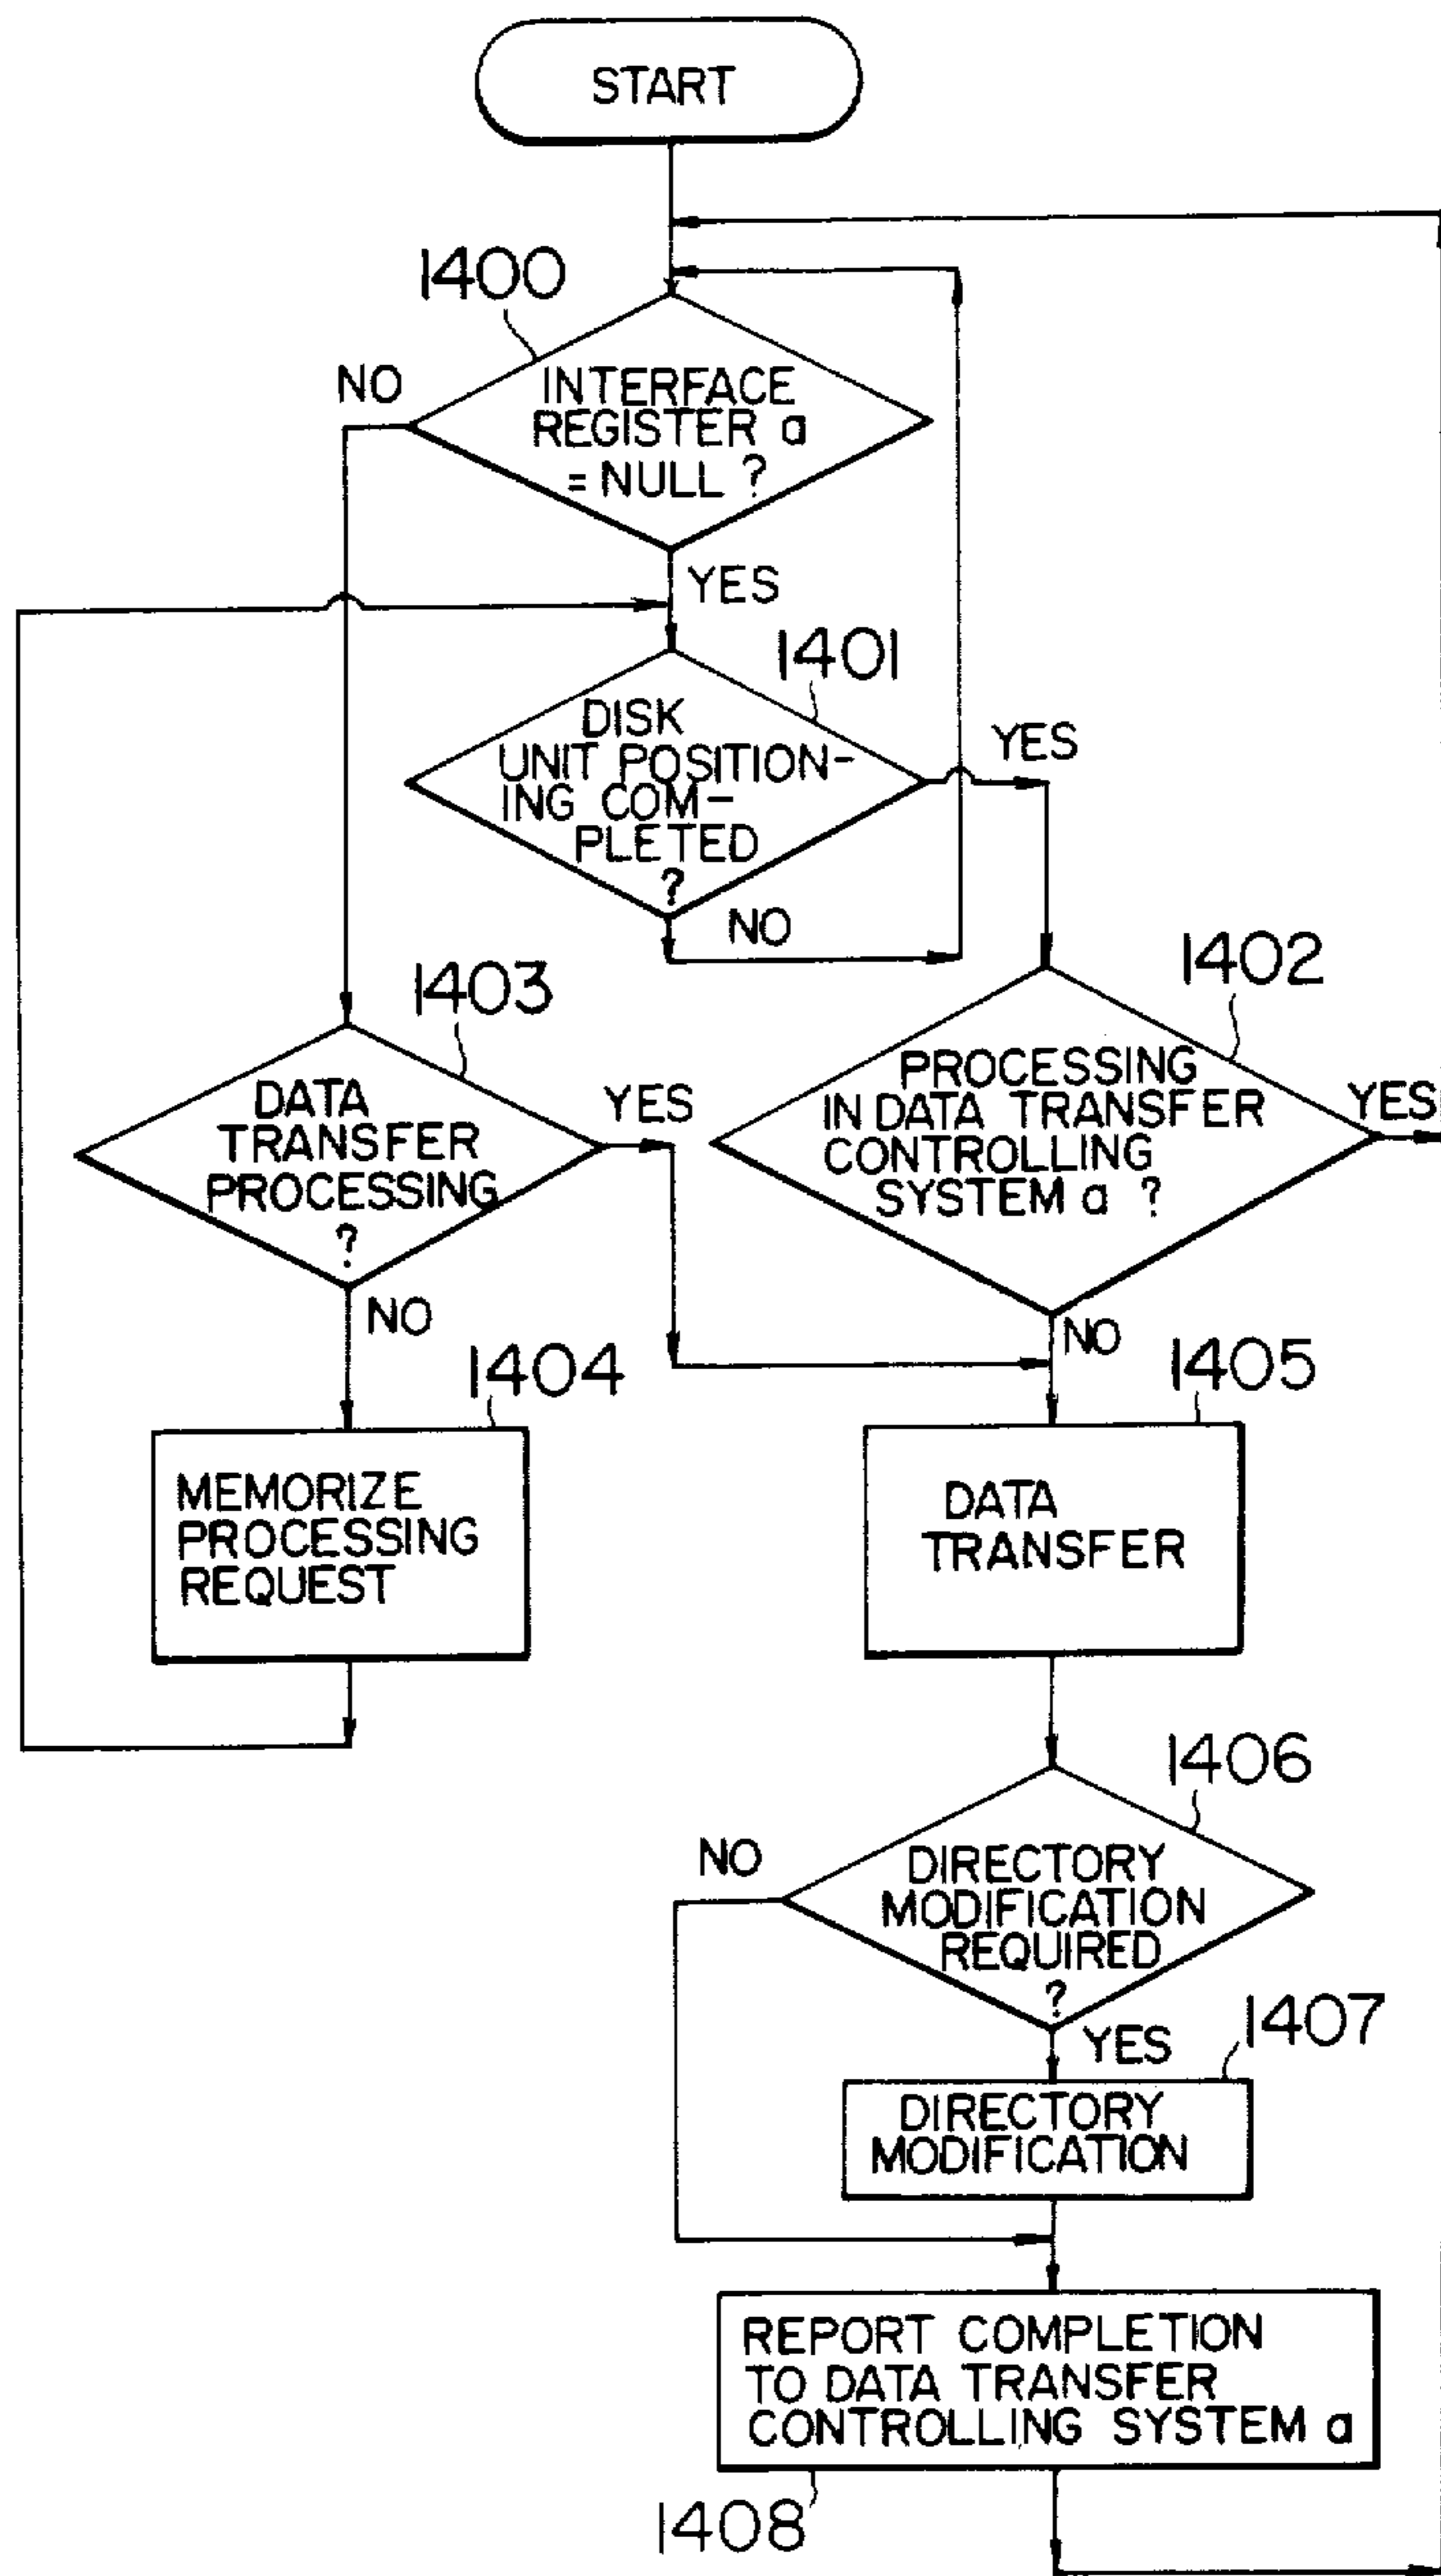 START
1400
NO
INTERFACE
REGISTER a
= NULL ?
YES
1401
DISK
UNIT POSITION-
ING COM-
PLETED
?
YES
NO
1403
1402
DATA
TRANSFER
PROCESSING
?
YES
PROCESSING
IN DATA TRANSFER
CONTROLLING
SYSTEM a ?
YES
NO
NO
1404
1405
MEMORIZE
PROCESSING
REQUEST
DATA
TRANSFER
1406
NO
DIRECTORY
MODIFICATION
REQUIRED
?
YES
1407
DIRECTORY
MODIFICATION
REPORT COMPLETION
TO DATA TRANSFER
CONTROLLING SYSTEM a
1408